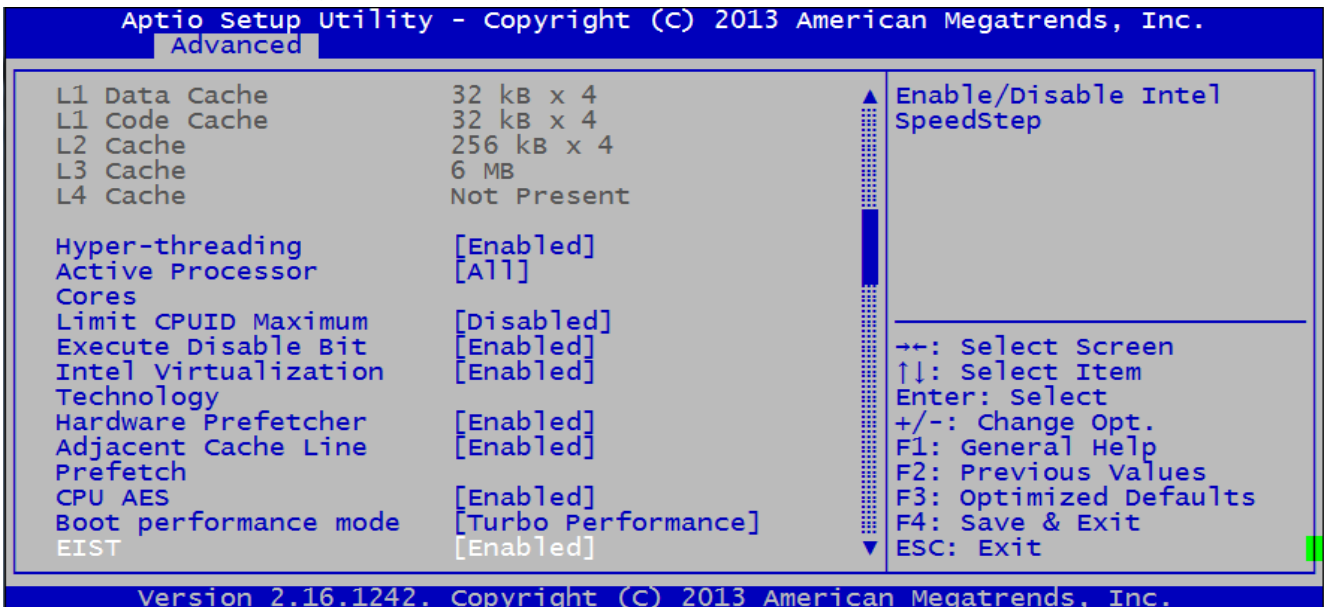 Aptio Setup Utility - Copyright (C) 2013 American Megatrends, Inc.
Advanced
L1 Data Cache 32 kB x 4
L1 Code Cache 32 kB x 4
L2 Cache 256 kB x 4
L3 Cache 6 MB
L4 Cache Not Present
Hyper-threading [Enabled]
Active Processor [All]
Cores
Limit CPUID Maximum [Disabled]
Execute Disable Bit [Enabled]
Intel Virtualization [Enabled]
Technology
Hardware Prefetcher [Enabled]
Adjacent Cache Line [Enabled]
Prefetch
CPU AES [Enabled]
Boot performance mode [Turbo Performance]
EIST [Enabled]
Enable/Disable Intel
SpeedStep
→←: Select Screen
↑↓: Select Item
Enter: Select
+/-: Change Opt.
F1: General Help
F2: Previous Values
F3: Optimized Defaults
F4: Save & Exit
ESC: Exit
Version 2.16.1242. Copyright (C) 2013 American Megatrends, Inc.